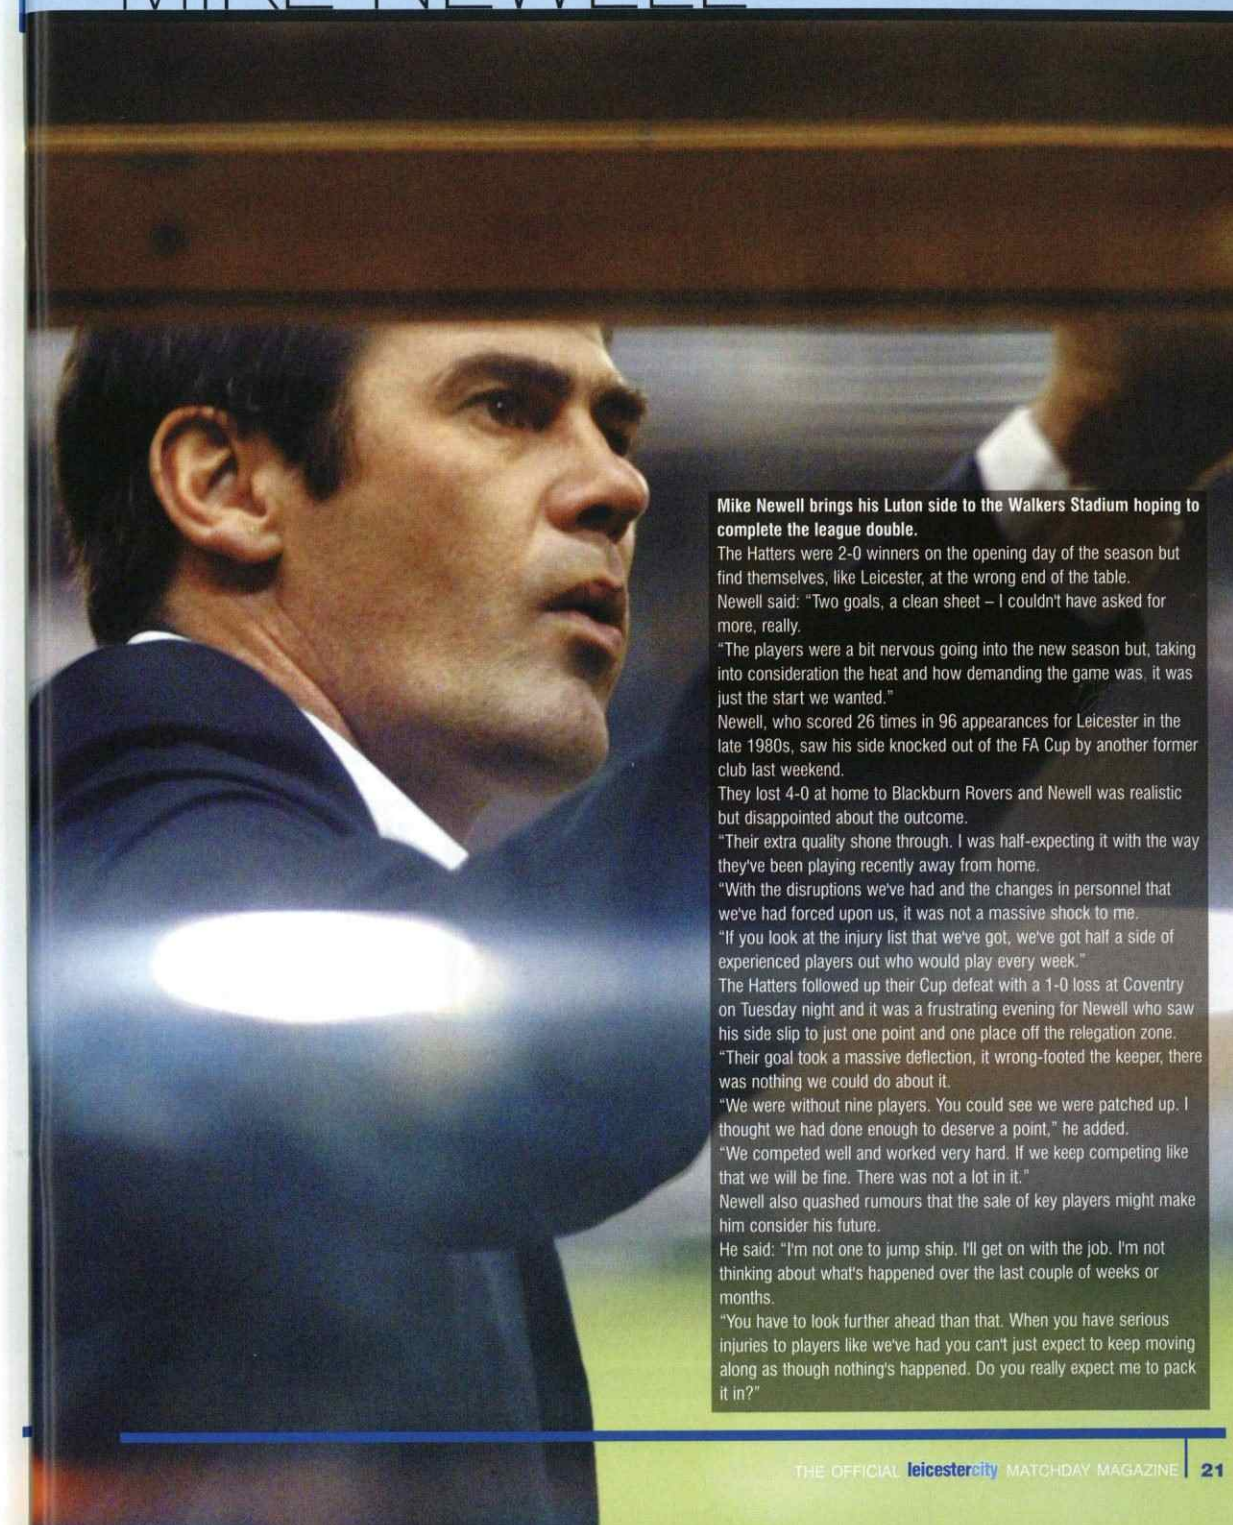 MIKE NEWELL
Mike Newell brings his Luton side to the Walkers Stadium hoping to
complete the league double.
The Hatters were 2-0 winners on the opening day of the season but
find themselves, like Leicester, at the wrong end of the table.
Newell said: “Two goals, a clean sheet – I couldn't have asked for
more, really.
“The players were a bit nervous going into the new season but, taking
into consideration the heat and how demanding the game was, it was
just the start we wanted.”
Newell, who scored 26 times in 96 appearances for Leicester in the
late 1980s, saw his side knocked out of the FA Cup by another former
club last weekend.
They lost 4-0 at home to Blackburn Rovers and Newell was realistic
but disappointed about the outcome.
“Their extra quality shone through. I was half-expecting it with the way
they've been playing recently away from home.
“With the disruptions we've had and the changes in personnel that
we've had forced upon us, it was not a massive shock to me.
“If you look at the injury list that we've got, we've got half a side of
experienced players out who would play every week.”
The Hatters followed up their Cup defeat with a 1-0 loss at Coventry
on Tuesday night and it was a frustrating evening for Newell who saw
his side slip to just one point and one place off the relegation zone.
“Their goal took a massive deflection, it wrong-footed the keeper, there
was nothing we could do about it.
“We were without nine players. You could see we were patched up. I
thought we had done enough to deserve a point,” he added.
“We competed well and worked very hard. If we keep competing like
that we will be fine. There was not a lot in it.”
Newell also quashed rumours that the sale of key players might make
him consider his future.
He said: “I'm not one to jump ship. I'll get on with the job. I'm not
thinking about what's happened over the last couple of weeks or
months.
“You have to look further ahead than that. When you have serious
injuries to players like we've had you can't just expect to keep moving
along as though nothing's happened. Do you really expect me to pack
it in?”
THE OFFICIAL leicestercity MATCHDAY MAGAZINE 21